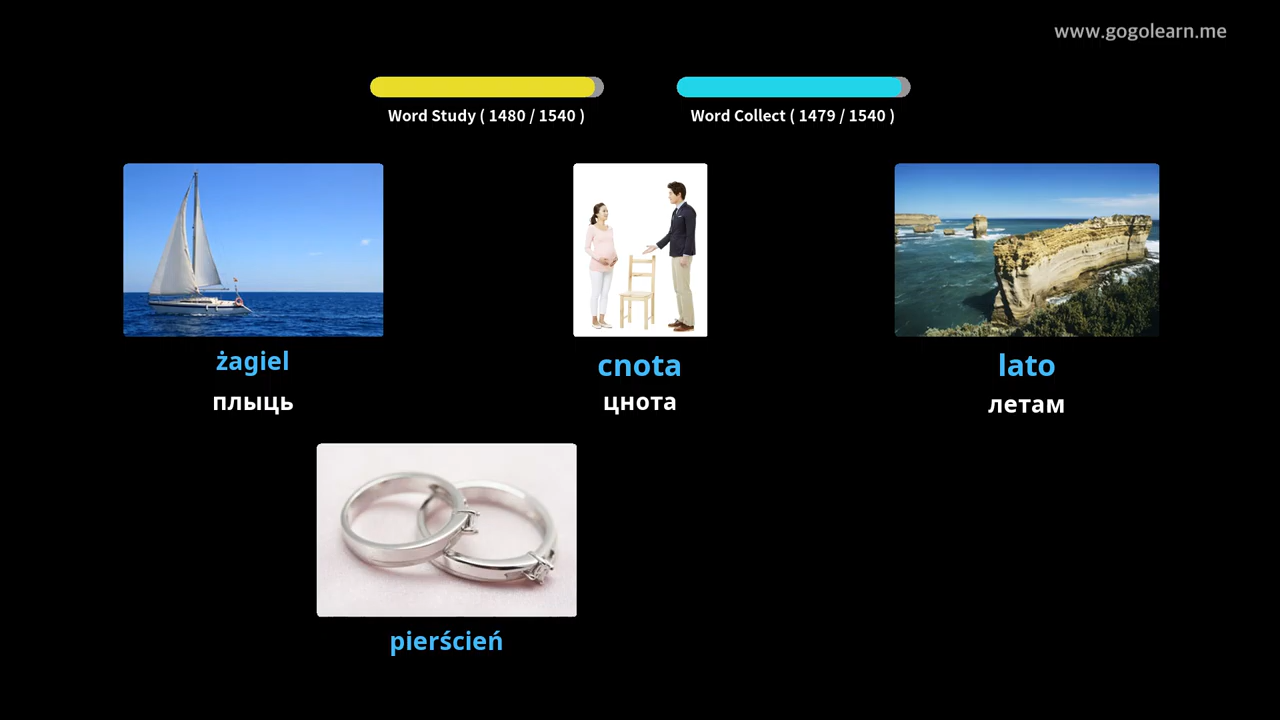 www.gogolearn.me
Word Study ( 1480 / 1540 )
Word Collect ( 1479 / 1540 )
żagiel
cnota
lato
плыць
цнота
летам
pierścień